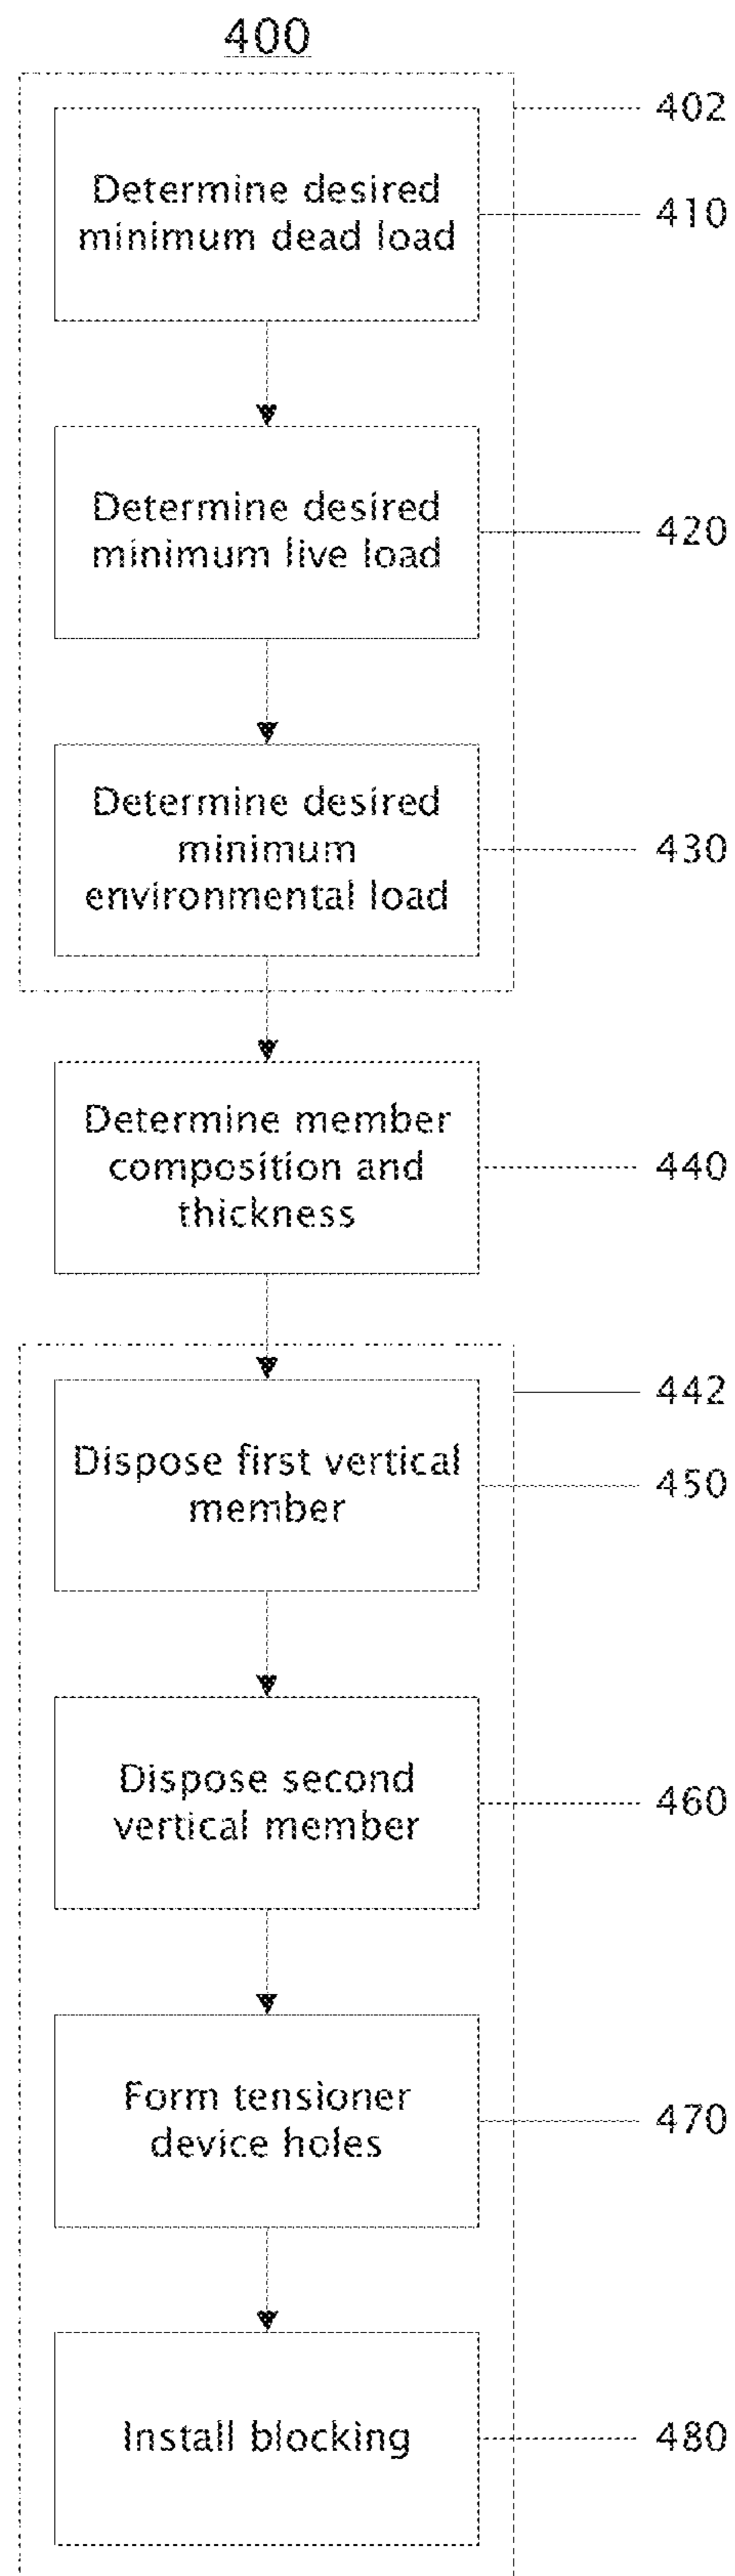 400
402
Determine desired
minimum dead load
410
Determine desired
minimum live load
420
Determine desired
minimum
environmental load
430
Determine member
composition and
thickness
440
442
Dispose first vertical
member
450
Dispose second
vertical member
460
Form tensioner
device holes
470
Install blocking
480